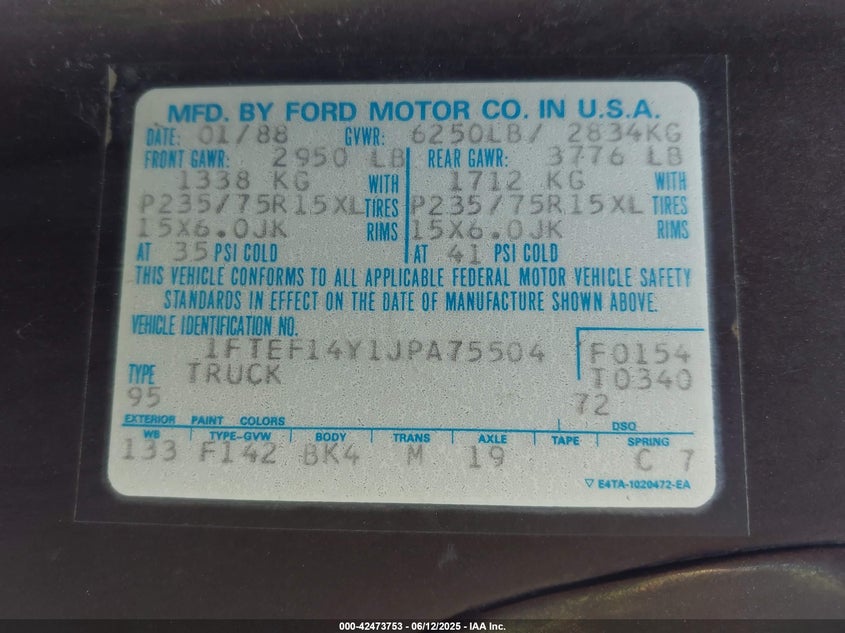 MFD. BY FORD MOTOR CO. IN U.S.A.
DATE: 01/88 GVWR: 6250LB/ 2834KG
FRONT GAWR: 2950 LB REAR GAWR: 3776 LB
1338 KG WITH 1712 KG WITH
P235/75R15XL TIRES P235/75R15XL TIRES
15X6.0JK RIMS 15X6.0JK RIMS
AT 35 PSI COLD AT 41 PSI COLD
THIS VEHICLE CONFORMS TO ALL APPLICABLE FEDERAL MOTOR VEHICLE SAFETY
STANDARDS IN EFFECT ON THE DATE OF MANUFACTURE SHOWN ABOVE.
VEHICLE IDENTIFICATION NO.
1FTEF14Y1JPA75504 F0154
TYPE TRUCK T0340
95 72
EXTERIOR PAINT COLORS DSO
WB TYPE-GVW BODY TRANS AXLE TAPE SPRING
133 F142 BK4 M 19 C 7
▽ E4TA-1020472-EA
000-42473753 - 06/12/2025 - IAA Inc.